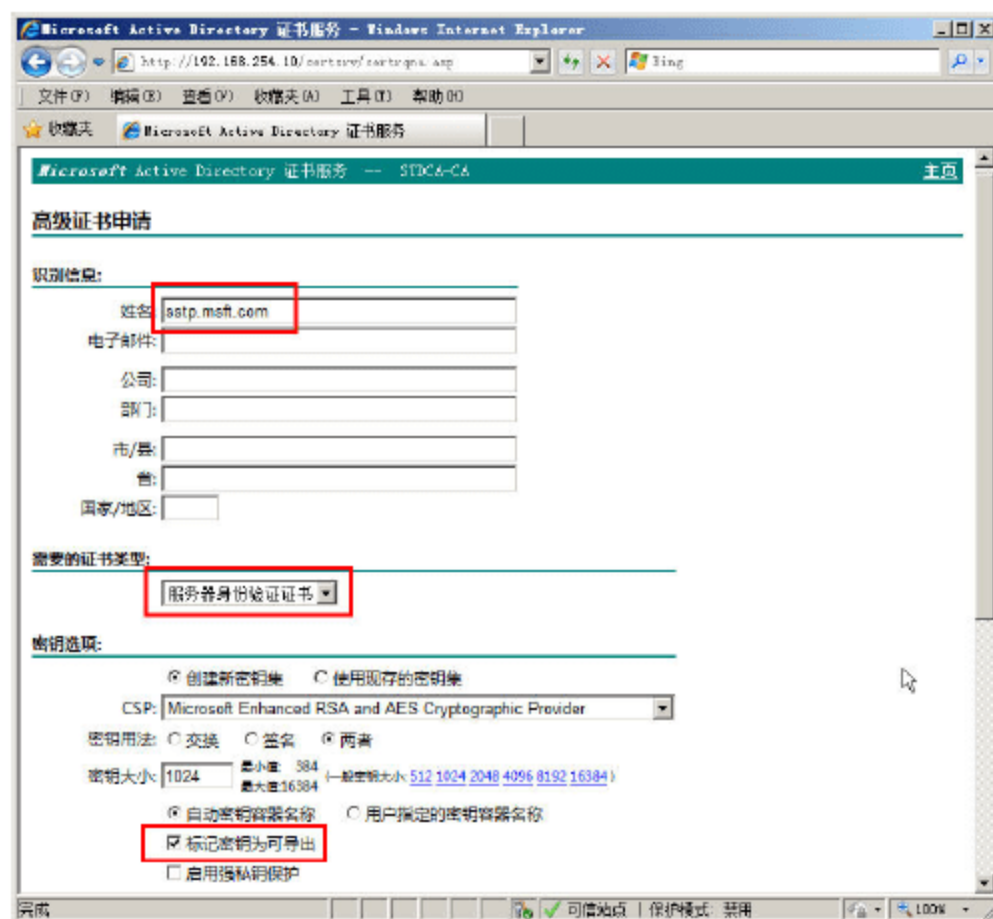 Microsoft Active Directory 证书服务 - Windows Internet Explorer
http://192.168.254.10/certsrv/certrqma.asp
Bing
文件(F) 编辑(E) 查看(V) 收藏夹(A) 工具(T) 帮助(H)
收藏夹 Microsoft Active Directory 证书服务
Microsoft Active Directory 证书服务 -- STDCA-CA 主页
高级证书申请
识别信息:
姓名: sstp.msft.com
电子邮件:
公司:
部门:
市/县:
省:
国家/地区:
需要的证书类型:
服务器身份验证证书
密钥选项:
创建新密钥集 使用现存的密钥集
CSP: Microsoft Enhanced RSA and AES Cryptographic Provider
密钥用法: 交换 签名 两者
密钥大小: 1024 最小值: 384 最大值:16384 (一般密钥大小: 512 1024 2048 4096 8192 16384 )
自动密钥容器名称 用户指定的密钥容器名称
标记密钥为可导出
启用强私钥保护
完成 可信站点 | 保护模式: 禁用 100%